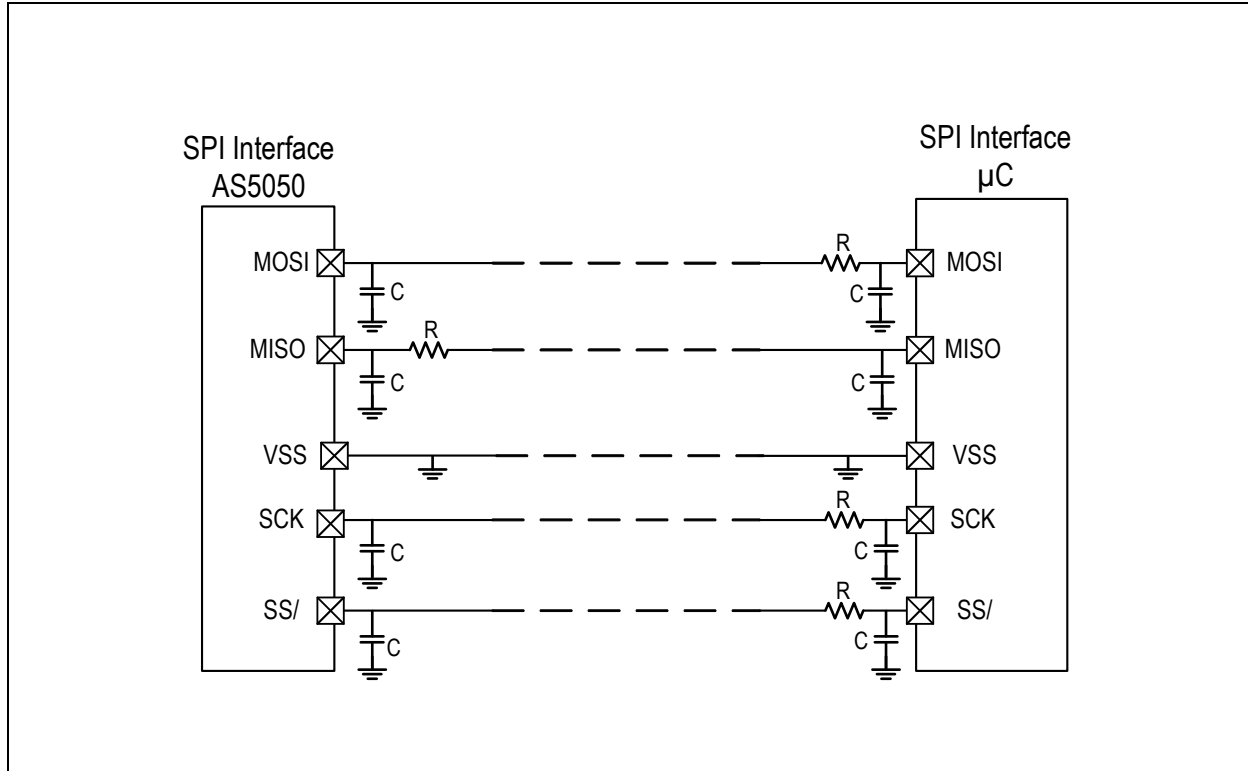 SPI Interface
AS5050
SPI Interface
µC
MOSI
C
R
C
MOSI
MISO
C
R
C
MISO
VSS
VSS
SCK
C
R
C
SCK
SS/
C
R
C
SS/